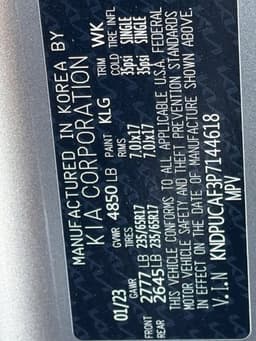 MANUFACTURED IN KOREA BY
KIA CORPORATION
GVWR 4850 LB PAINT KLG TRIM WK
01/23 TIRES RIMS COLD TIRE INFL
GAWR
FRONT 2777 LB 235/65R17 7.0JX17 35psi SINGLE
REAR 2645 LB 235/65R17 7.0JX17 35psi SINGLE
THIS VEHICLE CONFORMS TO ALL APPLICABLE U.S.A. FEDERAL
MOTOR VEHICLE SAFETY AND THEFT PREVENTION STANDARDS
IN EFFECT ON THE DATE OF MANUFACTURE SHOWN ABOVE.
V.I.N KNDPUCAF3P7144618
MPV